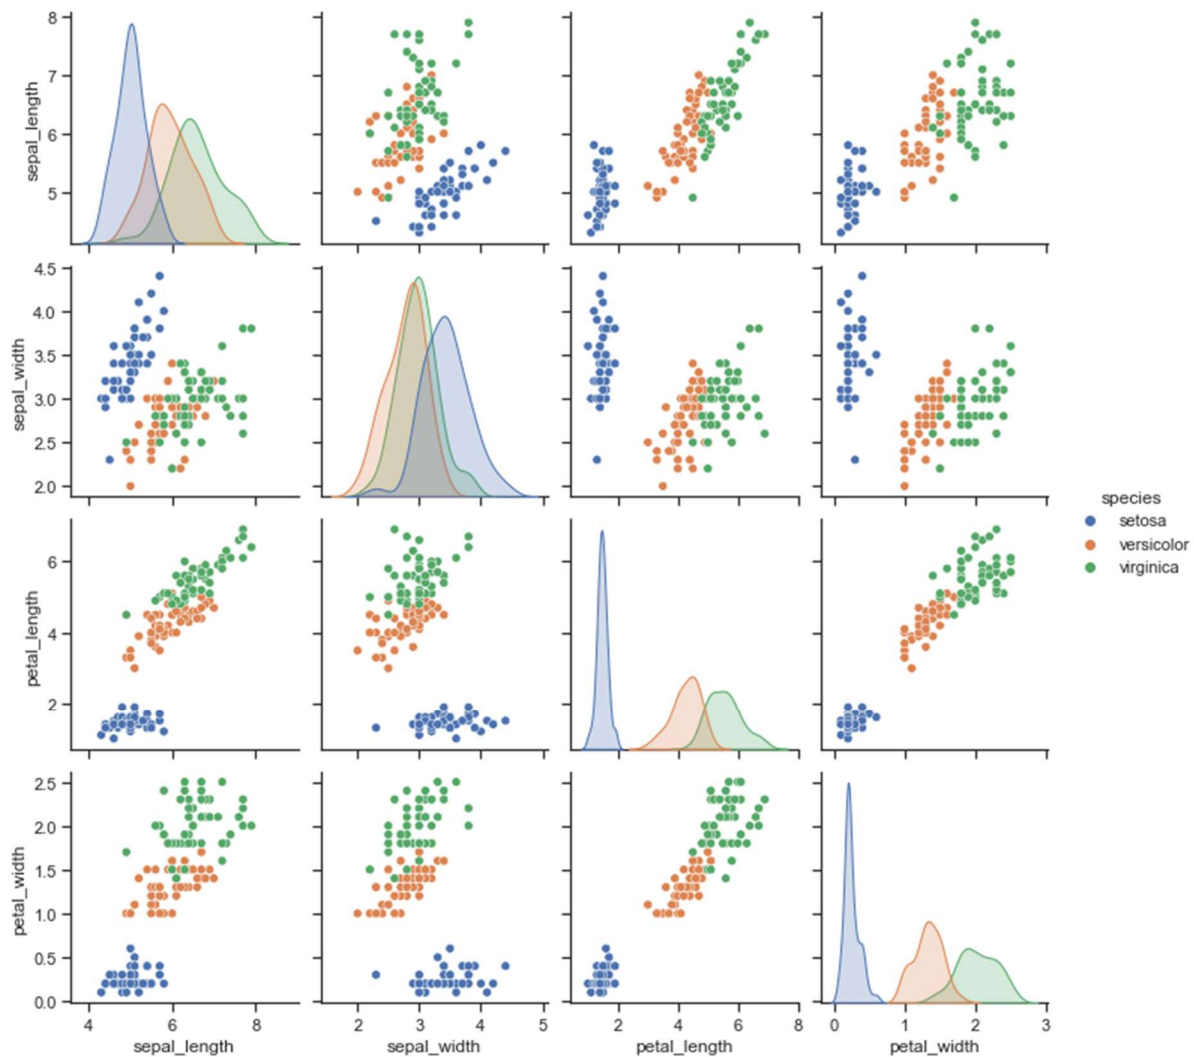 8
7
6
5
sepal_length
4.5
4.0
3.5
3.0
2.5
2.0
sepal_width
6
4
2
petal_length
2.5
2.0
1.5
1.0
0.5
0.0
petal_width
4 6 8
sepal_length
2 3 4 5
sepal_width
2 4 6 8
petal_length
0 1 2 3
petal_width
species
setosa
versicolor
virginica